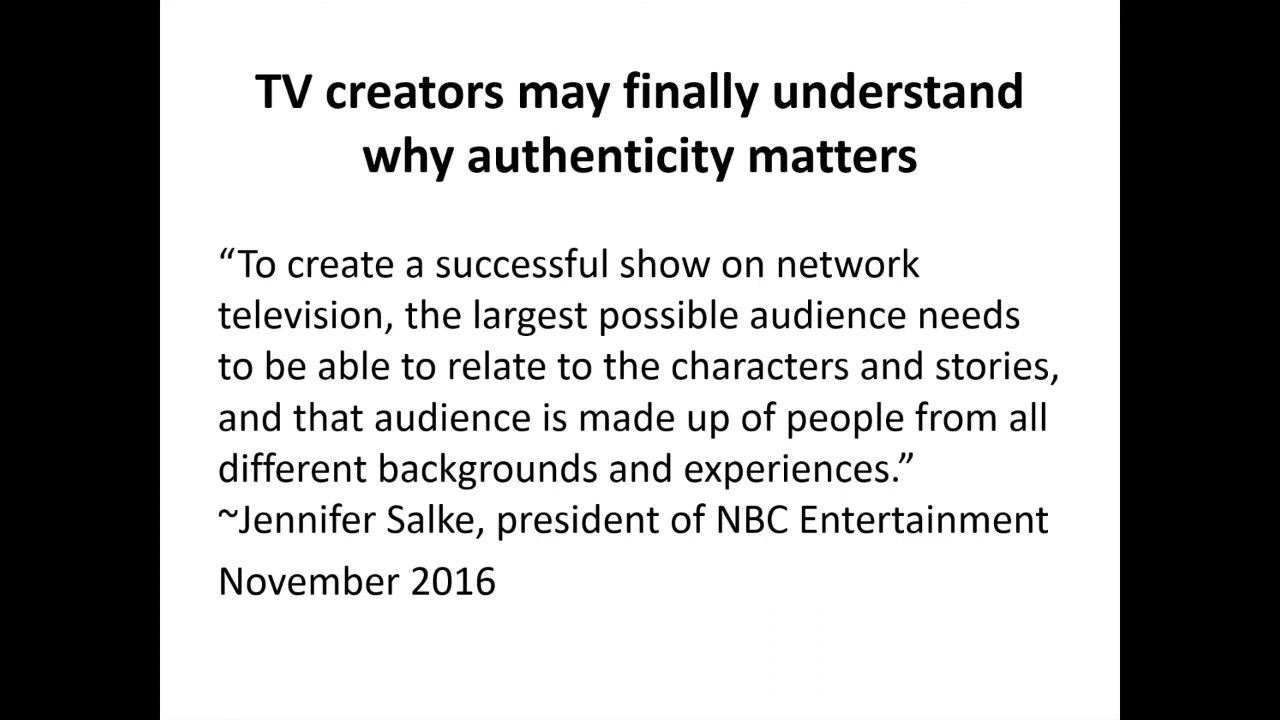 TV creators may finally understand
why authenticity matters
“To create a successful show on network
television, the largest possible audience needs
to be able to relate to the characters and stories,
and that audience is made up of people from all
different backgrounds and experiences.”
~Jennifer Salke, president of NBC Entertainment
November 2016